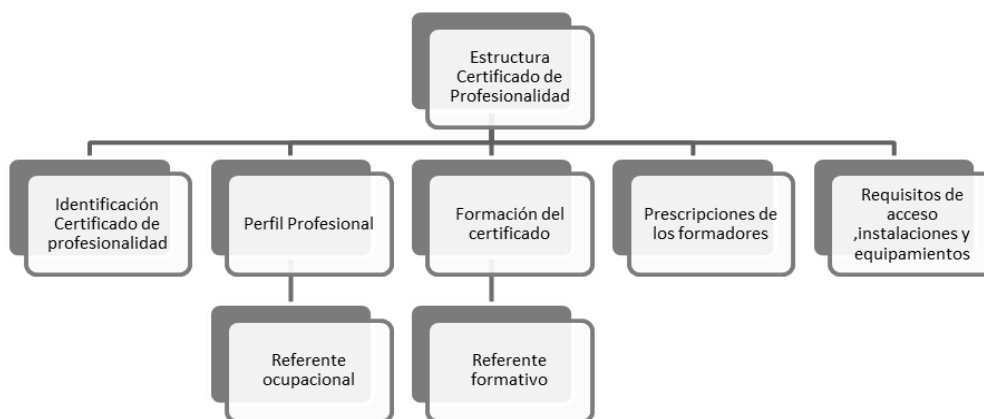 Estructura
Certificado de
Profesionalidad
Identificación
Certificado de
profesionalidad
Perfil Profesional
Formación del
certificado
Prescripciones de
los formadores
Requisitos de
acceso
,instalaciones y
equipamientos
Referente
ocupacional
Referente
formativo